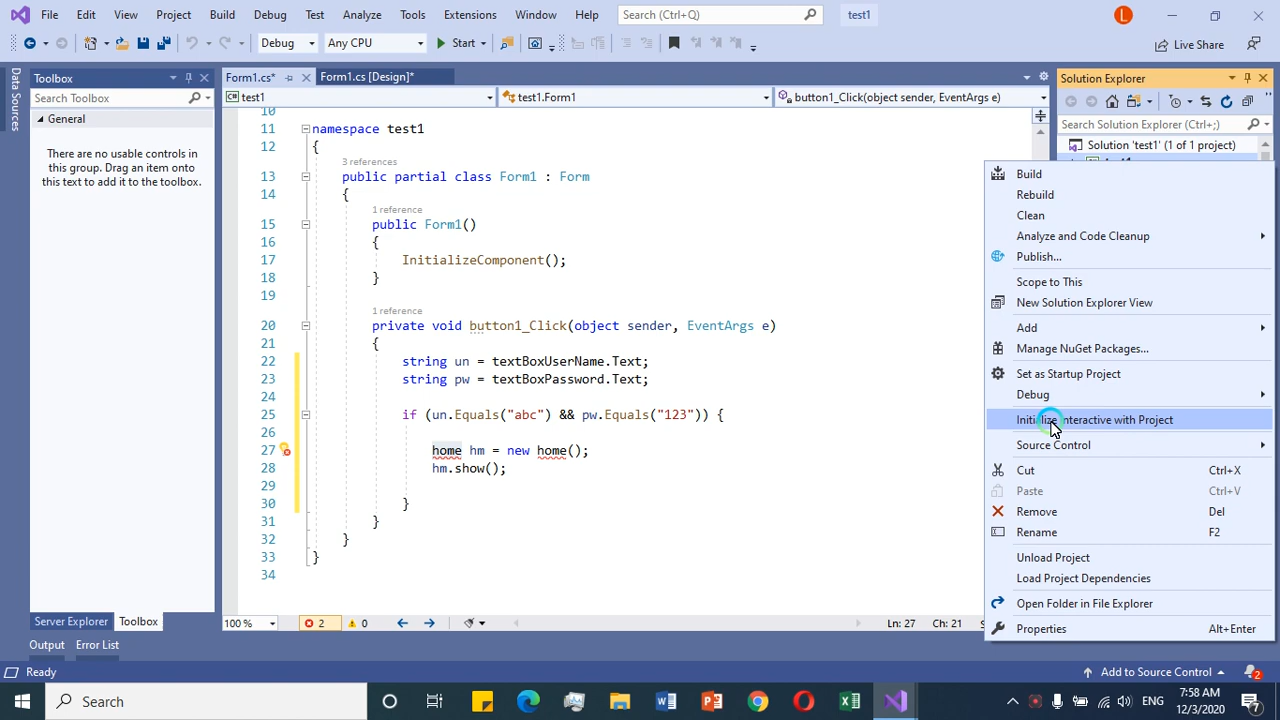 File Edit View Project Build Debug Test Analyze Tools Extensions Window Help Search (Ctrl+Q) test1 L
Debug Any CPU Start Live Share
Data Sources
Toolbox
Search Toolbox
General
There are no usable controls in
this group. Drag an item onto
this text to add it to the toolbox.
Server Explorer Toolbox
Output Error List
Form1.cs* Form1.cs [Design]*
test1 test1.Form1 button1_Click(object sender, EventArgs e)
10
11 namespace test1
12 {
3 references
13 public partial class Form1 : Form
14 {
1 reference
15 public Form1()
16 {
17 InitializeComponent();
18 }
19
1 reference
20 private void button1_Click(object sender, EventArgs e)
21 {
22 string un = textBoxUserName.Text;
23 string pw = textBoxPassword.Text;
24
25 if (un.Equals("abc") && pw.Equals("123")) {
26
27 home hm = new home();
28 hm.show();
29
30 }
31 }
32 }
33 }
34
100 % 2 0 Ln: 27 Ch: 21
Solution Explorer
Search Solution Explorer (Ctrl+;)
Solution 'test1' (1 of 1 project)
Build
Rebuild
Clean
Analyze and Code Cleanup
Publish...
Scope to This
New Solution Explorer View
Add
Manage NuGet Packages...
Set as Startup Project
Debug
Initialize Interactive with Project
Source Control
Cut Ctrl+X
Paste Ctrl+V
Remove Del
Rename F2
Unload Project
Load Project Dependencies
Open Folder in File Explorer
Properties Alt+Enter
Ready Add to Source Control 2
Search ENG 7:58 AM
12/3/2020 7